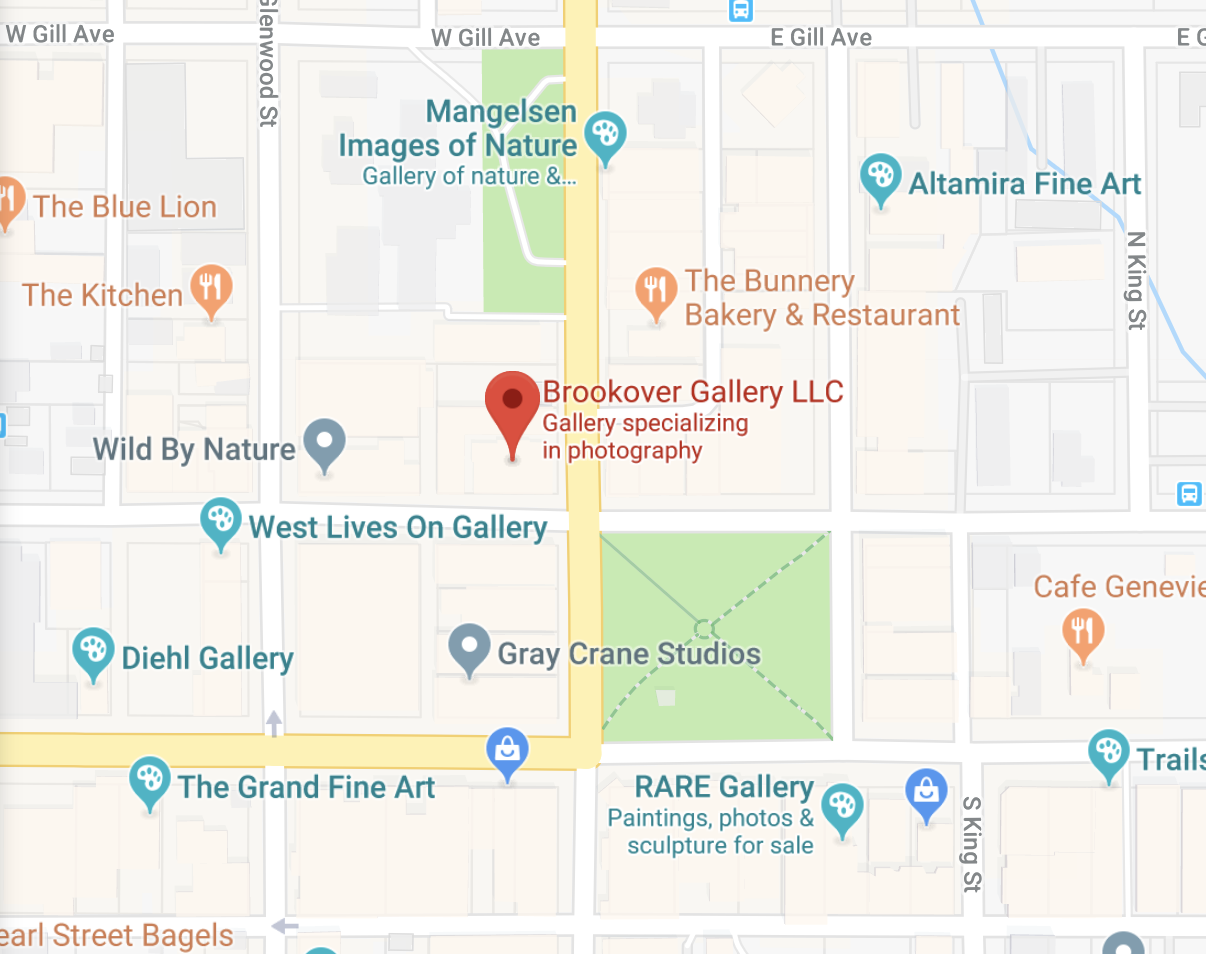 W Gill Ave
Glenwood St
W Gill Ave
E Gill Ave
E G
Mangelsen
Images of Nature
Gallery of nature &...
Altamira Fine Art
The Blue Lion
N King St
The Kitchen
The Bunnery
Bakery & Restaurant
Brookover Gallery LLC
Gallery specializing
in photography
Wild By Nature
West Lives On Gallery
Cafe Genevie
Diehl Gallery
Gray Crane Studios
Trails
The Grand Fine Art
RARE Gallery
Paintings, photos &
sculpture for sale
S King St
earl Street Bagels